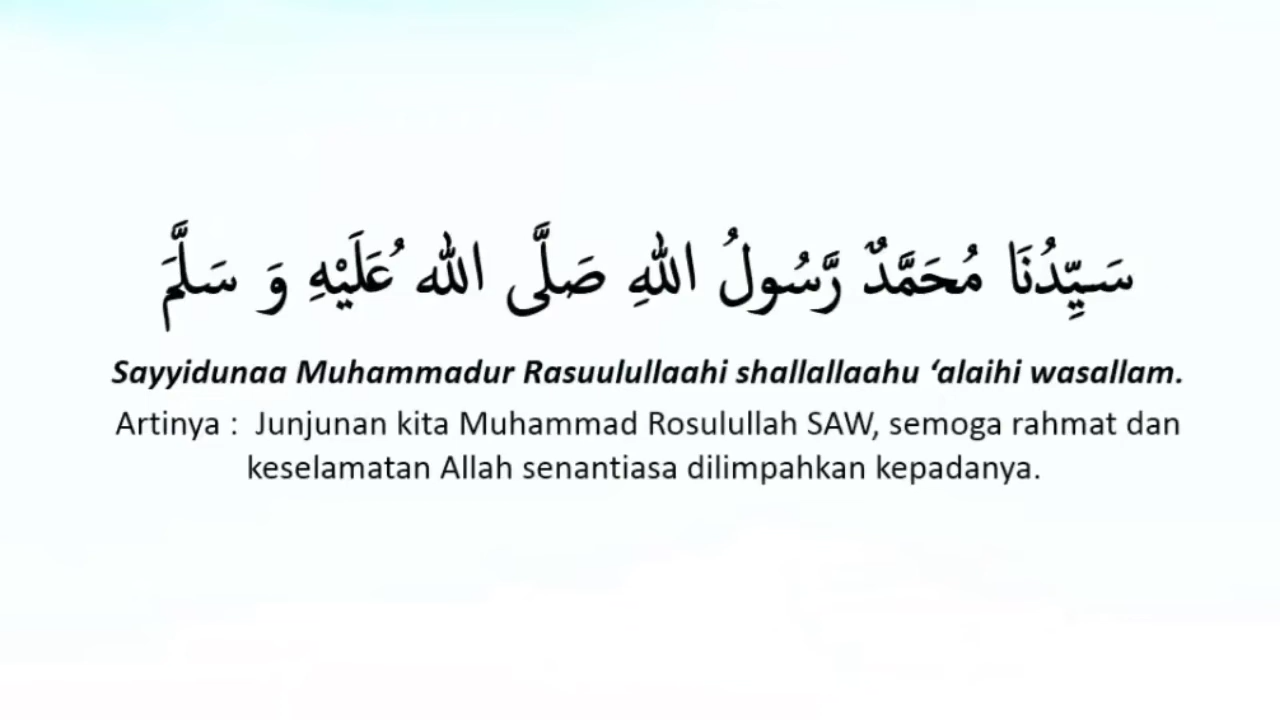 سَيِّدُنَا مُحَمَّدٌ رَّسُولُ اللهِ صَلَّى اللهُ عَلَيْهِ وَ سَلَّمَ
Sayyidunaa Muhammadur Rasuulullaahi shallallaahu ‘alaihi wasallam.
Artinya :  Junjunan kita Muhammad Rosulullah SAW, semoga rahmat dan
keselamatan Allah senantiasa dilimpahkan kepadanya.